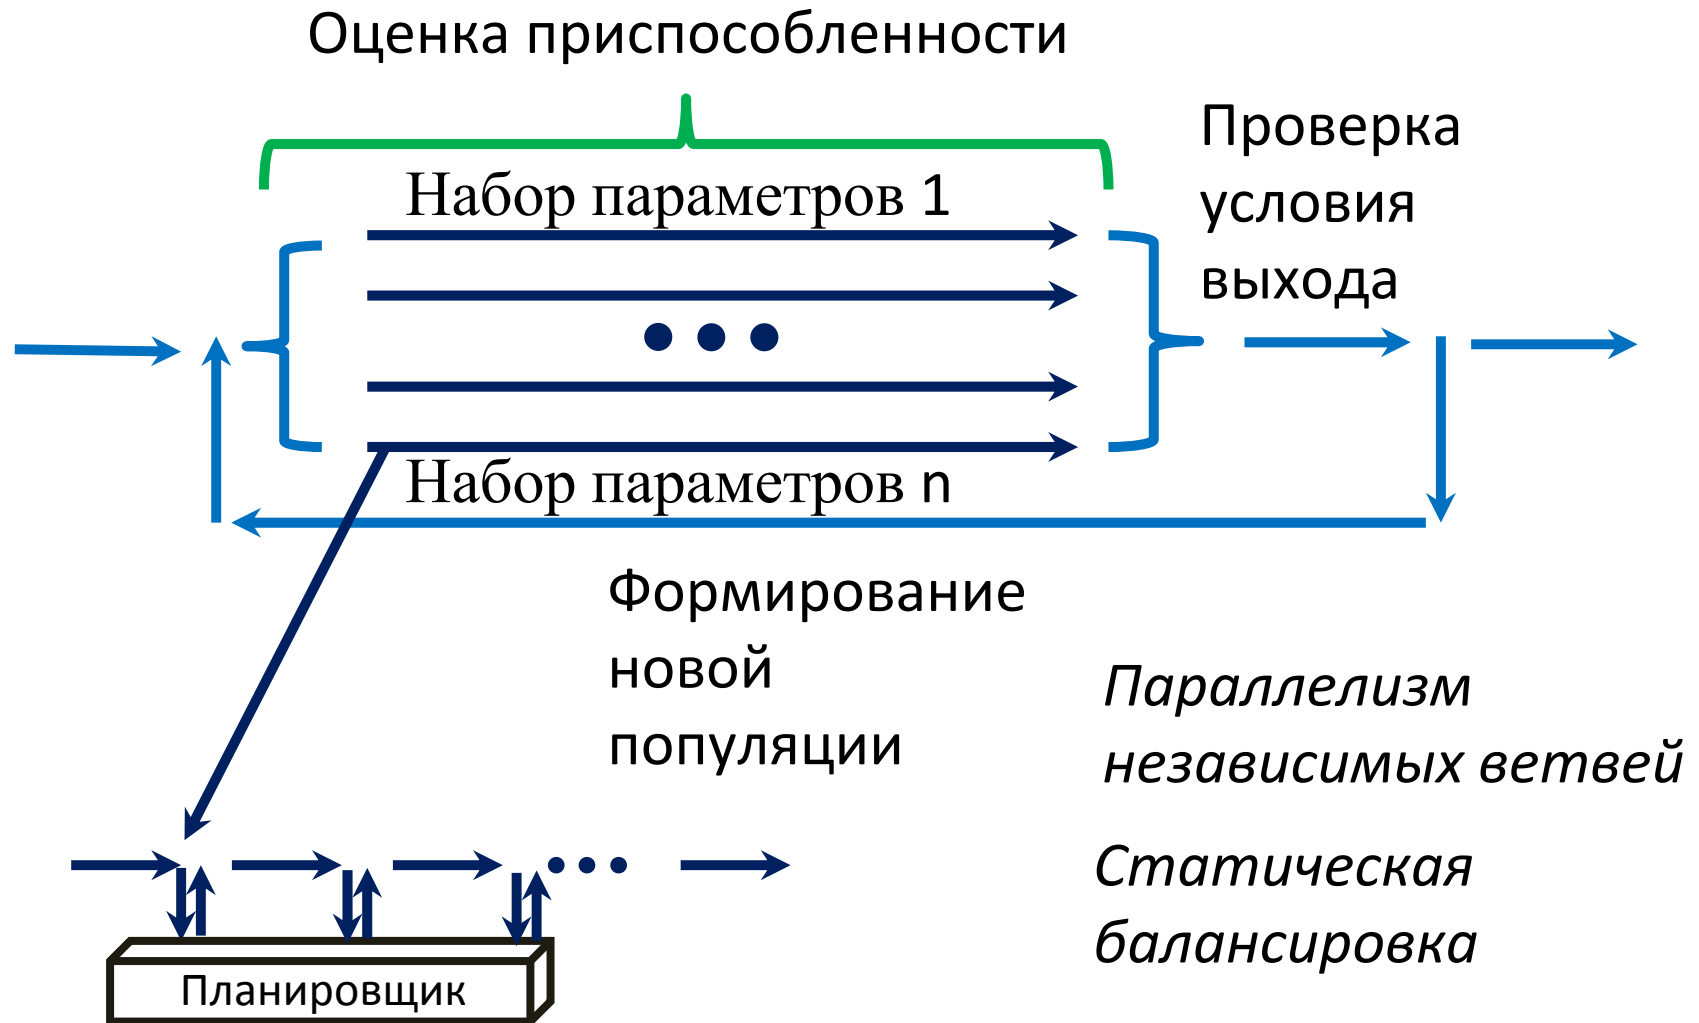 Оценка приспособленности
Проверка
условия
выхода
Набор параметров 1
Набор параметров n
Формирование
новой
популяции
Параллелизм
независимых ветвей
Статическая
балансировка
Планировщик